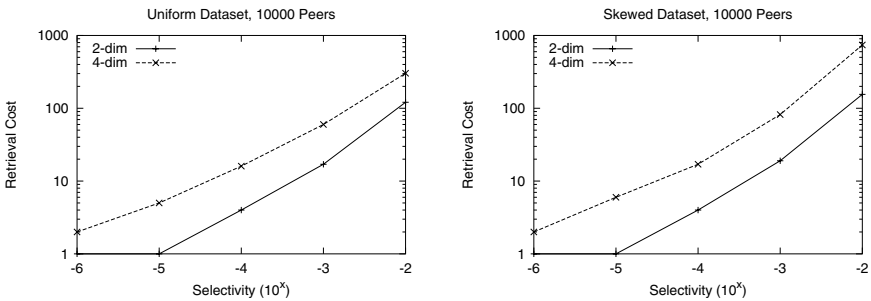 Uniform Dataset, 10000 Peers
1000
100
10
1
-6
-5
-4
-3
-2
Retrieval Cost
Selectivity (10^x)
2-dim
4-dim
Skewed Dataset, 10000 Peers
1000
100
10
1
-6
-5
-4
-3
-2
Retrieval Cost
Selectivity (10^x)
2-dim
4-dim